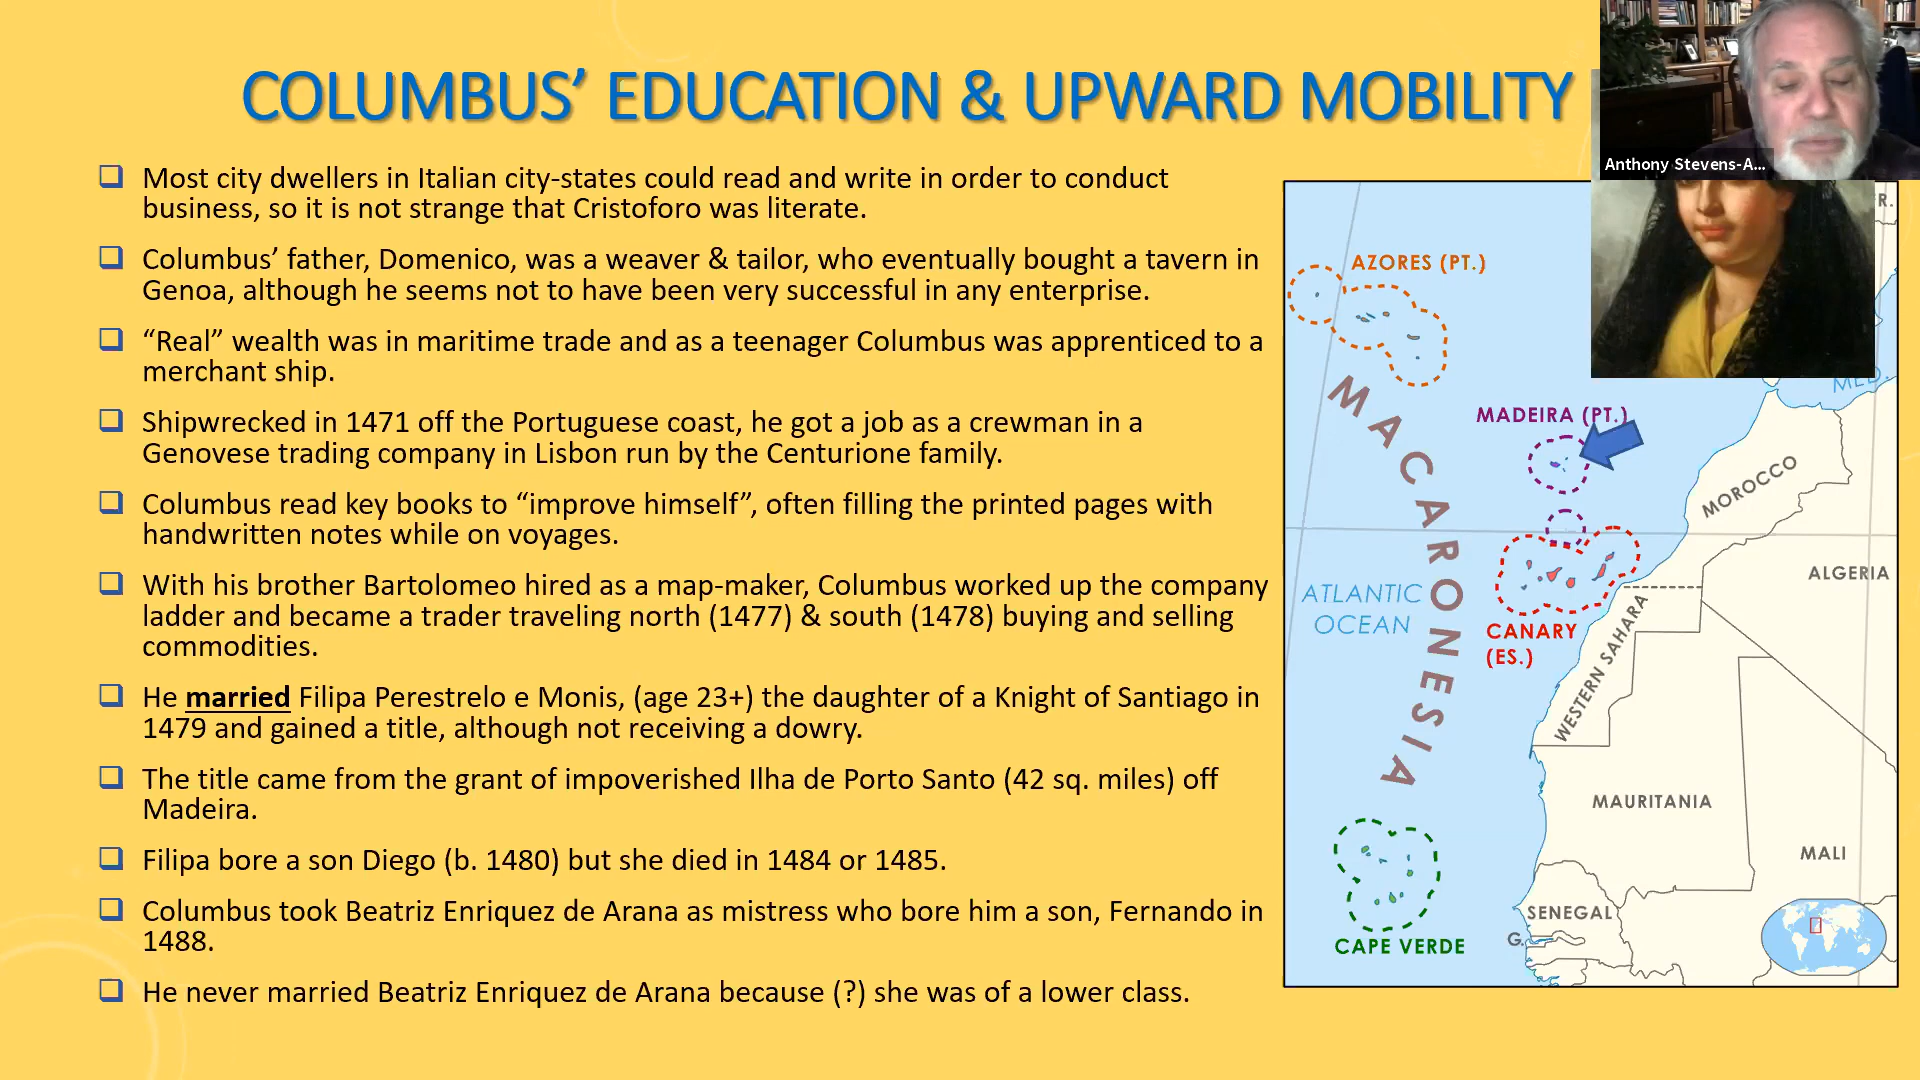 COLUMBUS’ EDUCATION & UPWARD MOBILITY
Most city dwellers in Italian city-states could read and write in order to conduct
business, so it is not strange that Cristoforo was literate.
Columbus’ father, Domenico, was a weaver & tailor, who eventually bought a tavern in
Genoa, although he seems not to have been very successful in any enterprise.
“Real” wealth was in maritime trade and as a teenager Columbus was apprenticed to a
merchant ship.
Shipwrecked in 1471 off the Portuguese coast, he got a job as a crewman in a
Genovese trading company in Lisbon run by the Centurione family.
Columbus read key books to “improve himself”, often filling the printed pages with
handwritten notes while on voyages.
With his brother Bartolomeo hired as a map-maker, Columbus worked up the company
ladder and became a trader traveling north (1477) & south (1478) buying and selling
commodities.
He married Filipa Perestrelo e Monis, (age 23+) the daughter of a Knight of Santiago in
1479 and gained a title, although not receiving a dowry.
The title came from the grant of impoverished Ilha de Porto Santo (42 sq. miles) off
Madeira.
Filipa bore a son Diego (b. 1480) but she died in 1484 or 1485.
Columbus took Beatriz Enriquez de Arana as mistress who bore him a son, Fernando in
1488.
He never married Beatriz Enriquez de Arana because (?) she was of a lower class.
Anthony Stevens-A...
R.
AZORES (PT.)
MED.
MACARONESIA
MADEIRA (PT.)
MOROCCO
ALGERIA
ATLANTIC
OCEAN
CANARY
(ES.)
WESTERN SAHARA
MAURITANIA
MALI
SENEGAL
G.
CAPE VERDE